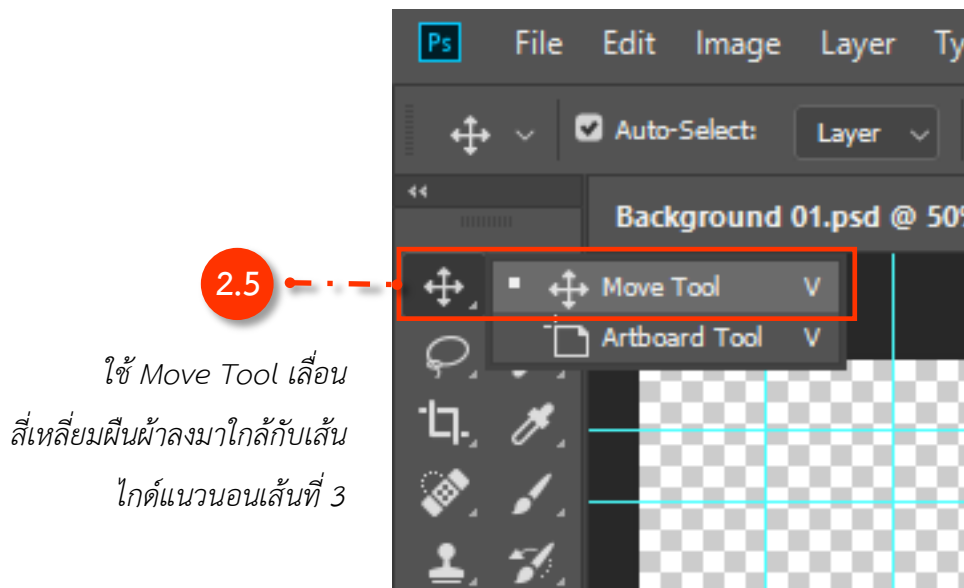 Ps File Edit Image Layer Ty
Auto-Select: Layer
Background 01.psd @ 50%
2.5
Move Tool V
Artboard Tool V
ใช้ Move Tool เลื่อน
สี่เหลี่ยมผืนผ้าลงมาใกล้กับเส้น
ไกด์แนวนอนเส้นที่ 3